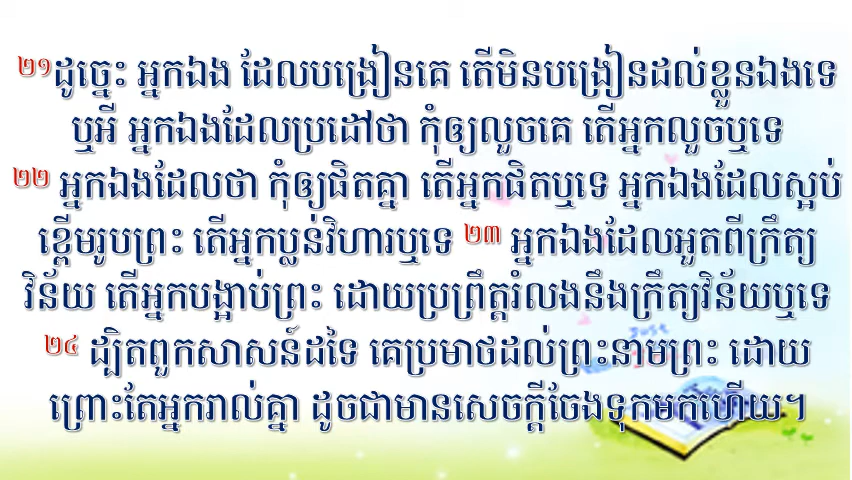 ២១ដូច្នេះ អ្នកឯង ដែលបង្រៀនគេ តើមិនបង្រៀនដល់ខ្លួនឯងទេ
ឬអី អ្នកឯងដែលប្រដៅថា កុំឲ្យលួចគេ តើអ្នកលួចឬទេ
២២ អ្នកឯងដែលថា កុំឲ្យផិតគ្នា តើអ្នកផិតឬទេ អ្នកឯងដែលស្អប់
ខ្ពើមរូបព្រះ តើអ្នកប្លន់វិហារឬទេ ២៣ អ្នកឯងដែលអួតពីក្រឹត្យ
វិន័យ តើអ្នកបង្អាប់ព្រះ ដោយប្រព្រឹត្តរំលងនឹងក្រឹត្យវិន័យឬទេ
២៤ ដ្បិតពួកសាសន៍ដទៃ គេប្រមាថដល់ព្រះនាមព្រះ ដោយ
ព្រោះតែអ្នករាល់គ្នា ដូចជាមានសេចក្ដីចែងទុកមកហើយ។